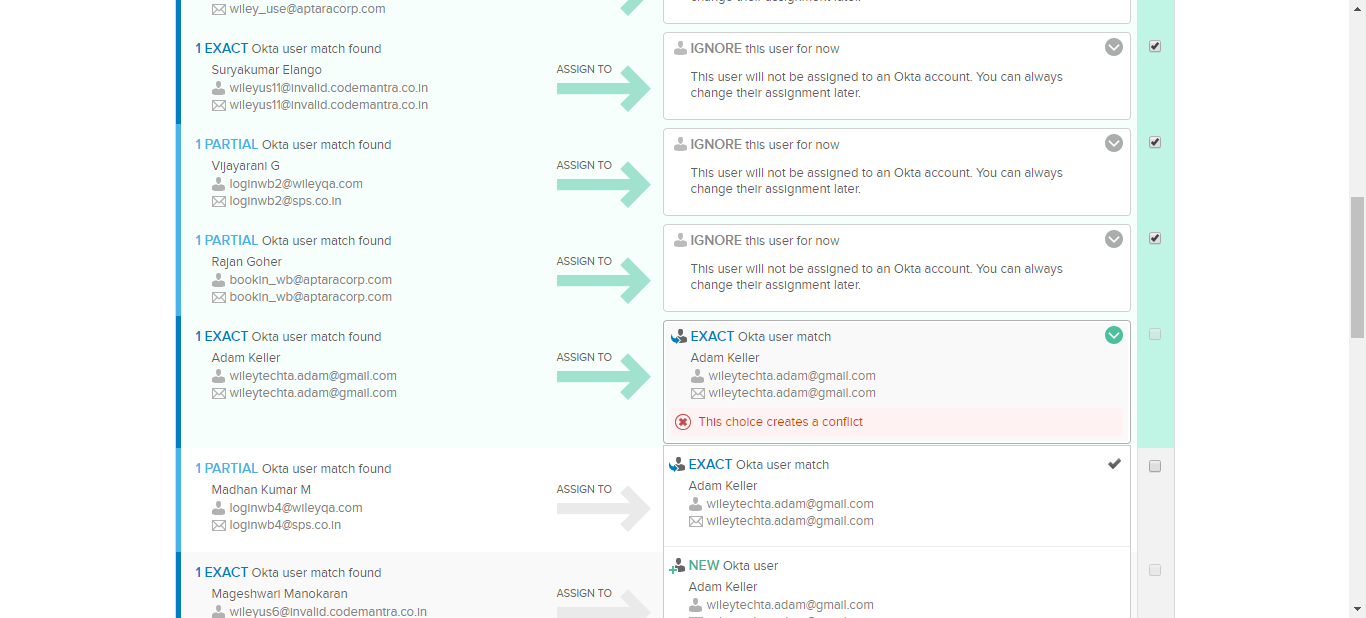 wiley_use@aptaracorp.com
change their assignment later.
1 EXACT Okta user match found
Suryakumar Elango
wileyus11@invalid.codemantra.co.in
wileyus11@invalid.codemantra.co.in
ASSIGN TO
IGNORE this user for now
This user will not be assigned to an Okta account. You can always
change their assignment later.
1 PARTIAL Okta user match found
Vijayarani G
loginwb2@wileyqa.com
loginwb2@sps.co.in
ASSIGN TO
IGNORE this user for now
This user will not be assigned to an Okta account. You can always
change their assignment later.
1 PARTIAL Okta user match found
Rajan Goher
bookin_wb@aptaracorp.com
bookin_wb@aptaracorp.com
ASSIGN TO
IGNORE this user for now
This user will not be assigned to an Okta account. You can always
change their assignment later.
1 EXACT Okta user match found
Adam Keller
wileytechta.adam@gmail.com
wileytechta.adam@gmail.com
ASSIGN TO
EXACT Okta user match
Adam Keller
wileytechta.adam@gmail.com
wileytechta.adam@gmail.com
This choice creates a conflict
1 PARTIAL Okta user match found
Madhan Kumar M
loginwb4@wileyqa.com
loginwb4@sps.co.in
ASSIGN TO
EXACT Okta user match
Adam Keller
wileytechta.adam@gmail.com
wileytechta.adam@gmail.com
1 EXACT Okta user match found
Mageshwari Manokaran
wileyus6@invalid.codemantra.co.in
ASSIGN TO
NEW Okta user
Adam Keller
wileytechta.adam@gmail.com